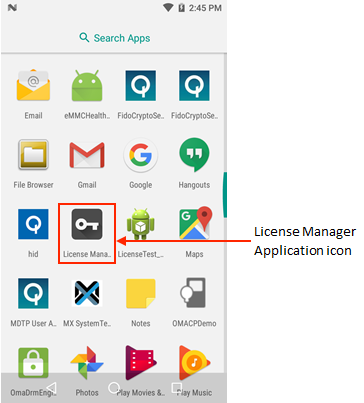 2:45 PM
Search Apps
Email
eMMCHealth..
FidoCryptoSe..
FidoCryptoSe..
File Browser
Gmail
Google
Hangouts
hid
License Mana..
LicenseTest_..
Maps
License Manager
Application icon
MDTP User A..
MX SystemTe..
Notes
OMACPDemo
OmaDrmEngi..
Photos
Play Movies &..
Play Music